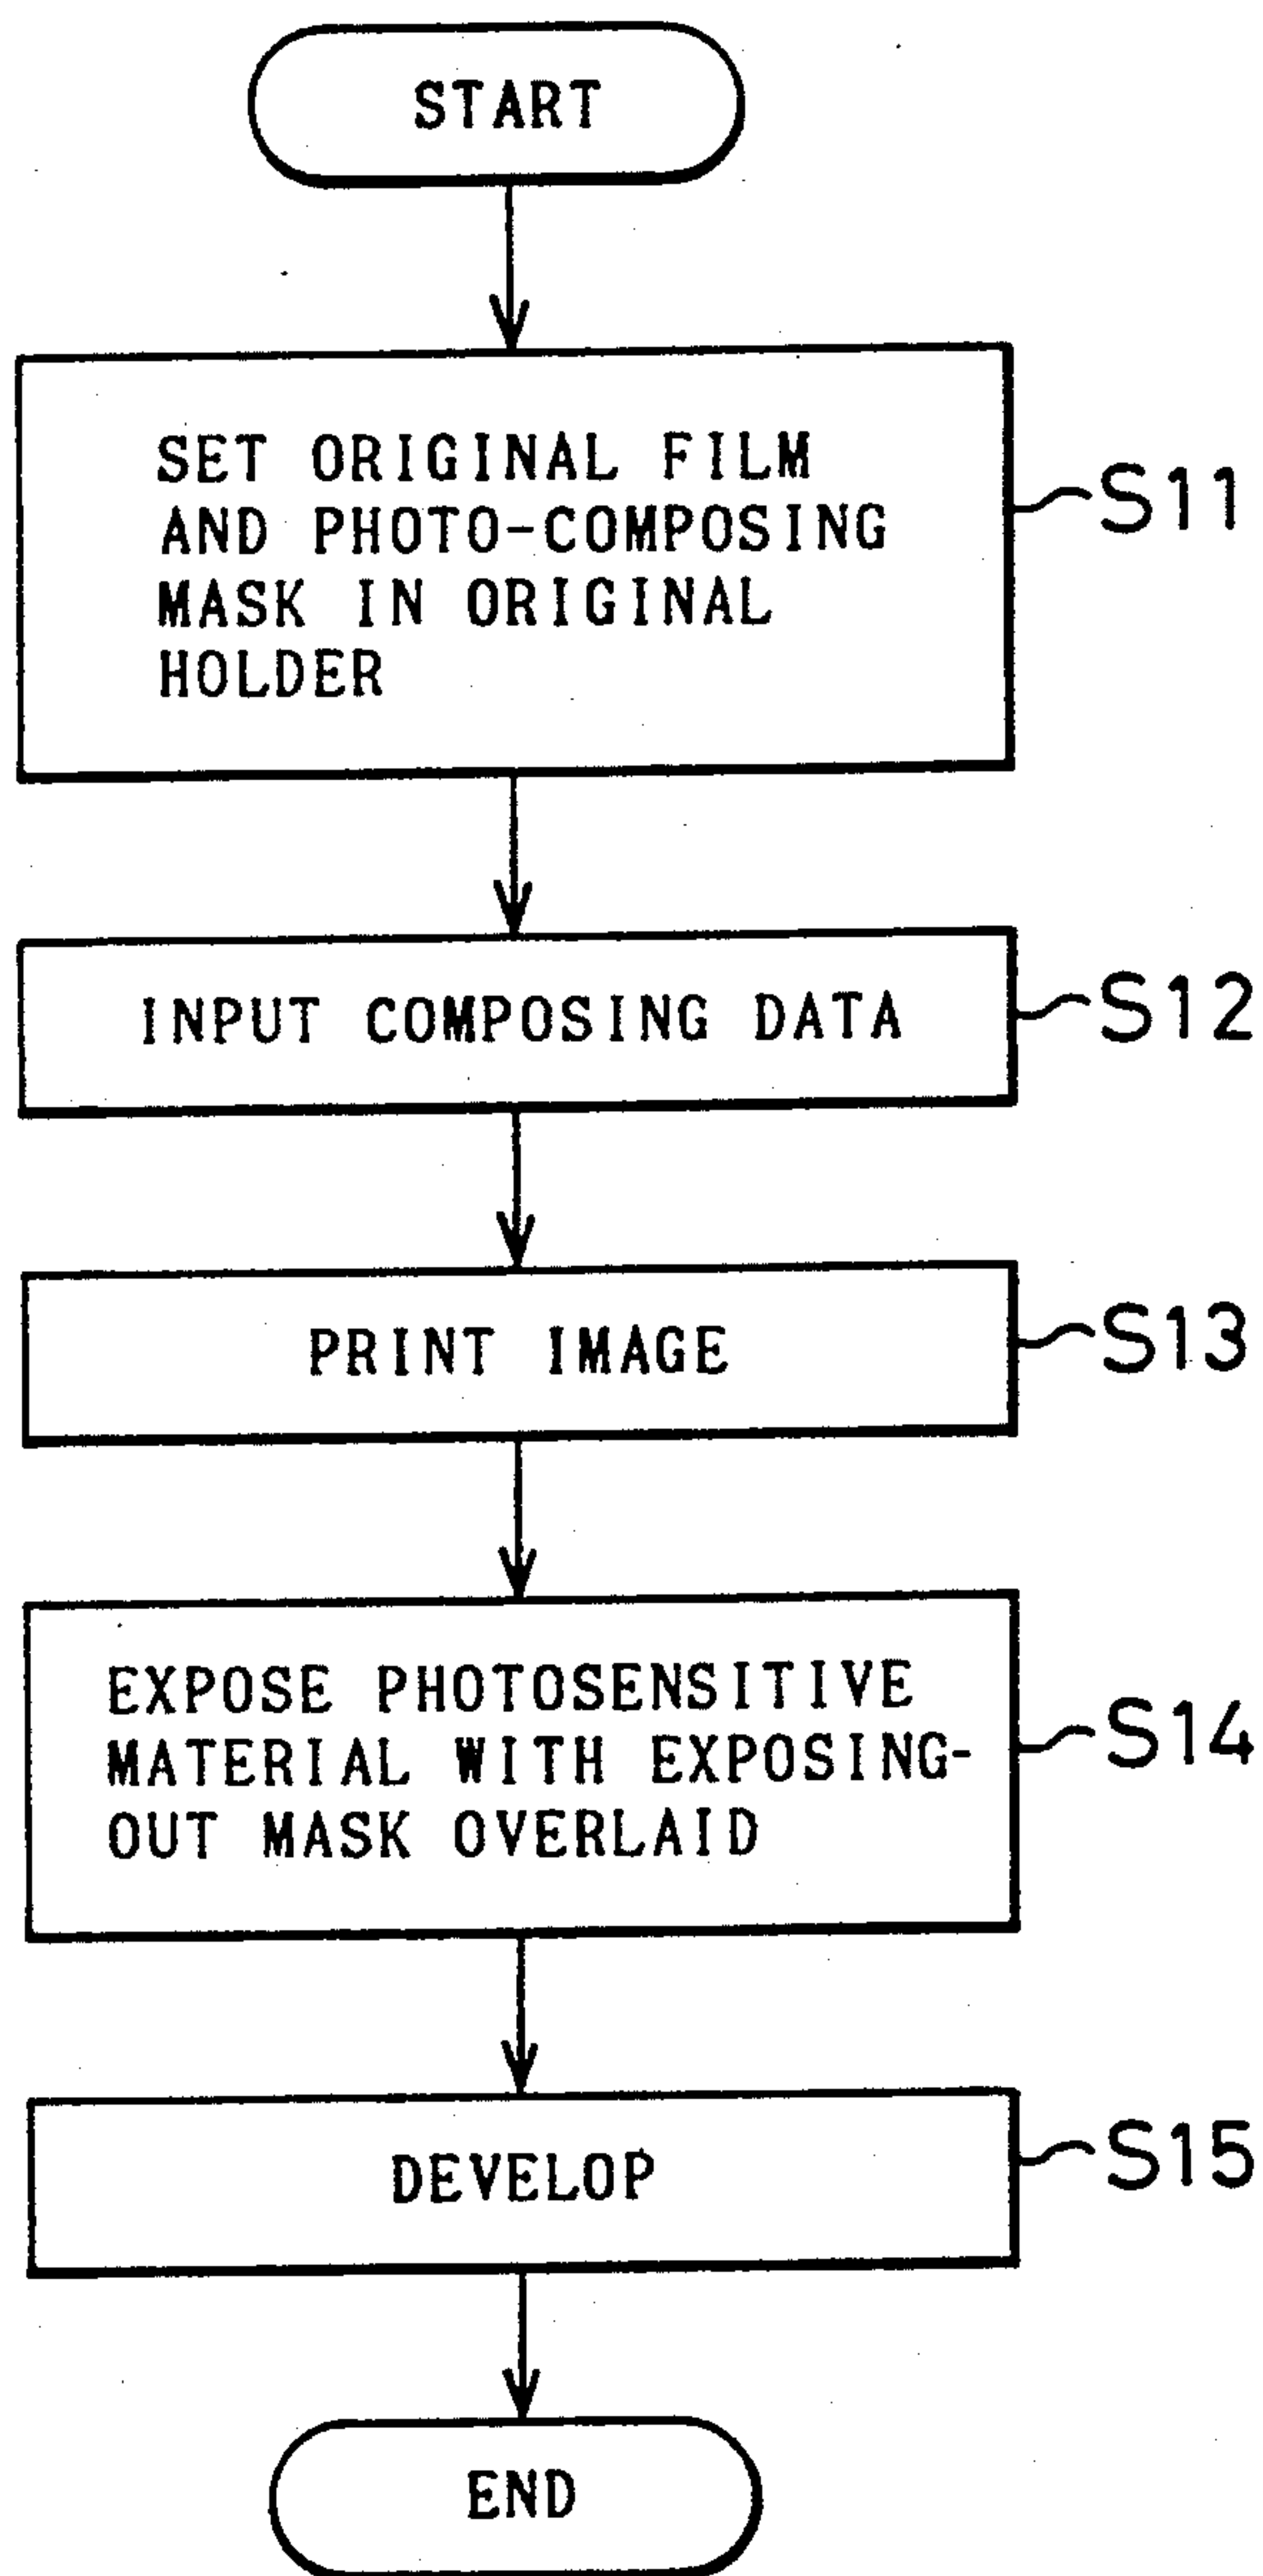 START
SET ORIGINAL FILM
AND PHOTO-COMPOSING
MASK IN ORIGINAL
HOLDER
S11
INPUT COMPOSING DATA
S12
PRINT IMAGE
S13
EXPOSE PHOTOSENSITIVE
MATERIAL WITH EXPOSING-
OUT MASK OVERLAID
S14
DEVELOP
S15
END